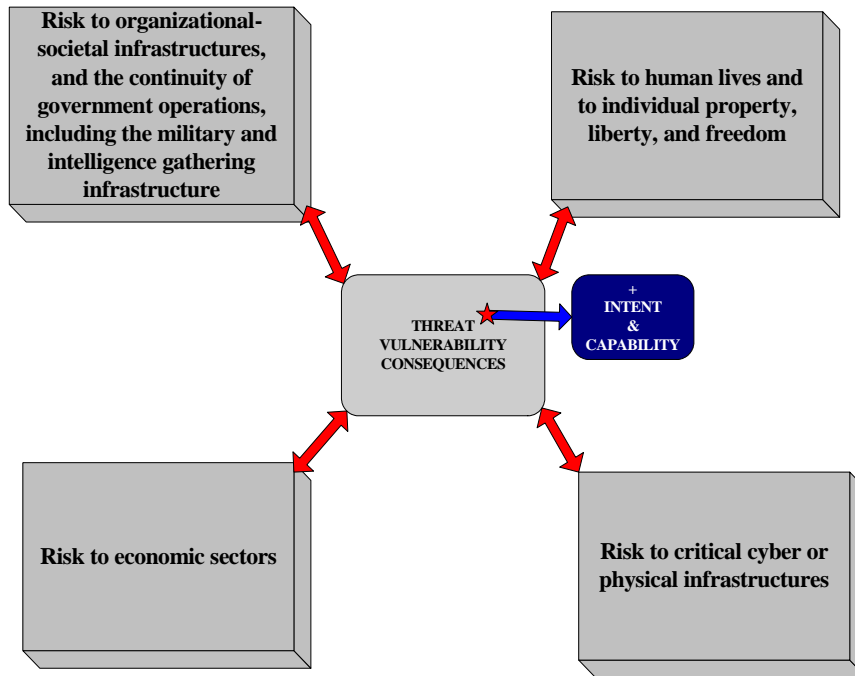 Risk to organizational-
societal infrastructures,
and the continuity of
government operations,
including the military and
intelligence gathering
infrastructure
Risk to human lives and
to individual property,
liberty, and freedom
THREAT
VULNERABILITY
CONSEQUENCES
+
INTENT
&
CAPABILITY
Risk to economic sectors
Risk to critical cyber or
physical infrastructures